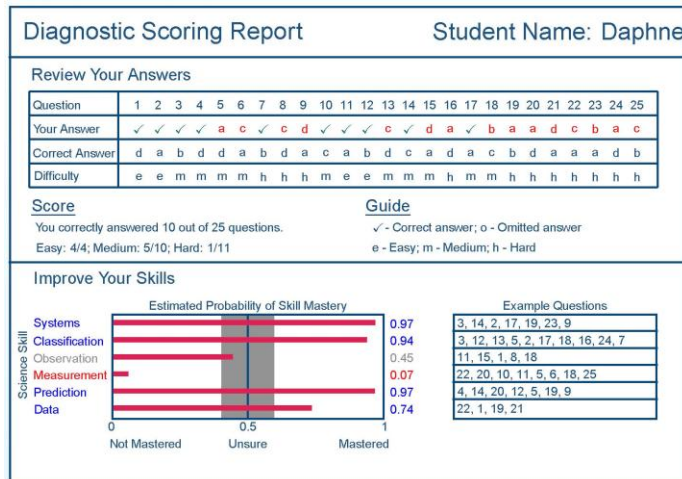 Diagnostic Scoring Report Student Name: Daphne
Review Your Answers
Question 1 2 3 4 5 6 7 8 9 10 11 12 13 14 15 16 17 18 19 20 21 22 23 24 25
Your Answer ✓ ✓ ✓ ✓ a c ✓ c d ✓ ✓ ✓ c ✓ d a ✓ b a a d c b a c
Correct Answer d a b d d a b d a c a b d c a d a c b d a a a d b
Difficulty e e m m m m h h h m e e m m m m h m h h h h h h h
Score Guide
You correctly answered 10 out of 25 questions. ✓ - Correct answer; o - Omitted answer
Easy: 4/4; Medium: 5/10; Hard: 1/11 e - Easy; m - Medium; h - Hard
Improve Your Skills
Estimated Probability of Skill Mastery Example Questions
Science Skill
Systems 0.97 3, 14, 2, 17, 19, 23, 9
Classification 0.94 3, 12, 13, 5, 2, 17, 18, 16, 24, 7
Observation 0.45 11, 15, 1, 8, 18
Measurement 0.07 22, 20, 10, 11, 5, 6, 18, 25
Prediction 0.97 4, 14, 20, 12, 5, 19, 9
Data 0.74 22, 1, 19, 21
0 0.5 1
Not Mastered Unsure Mastered